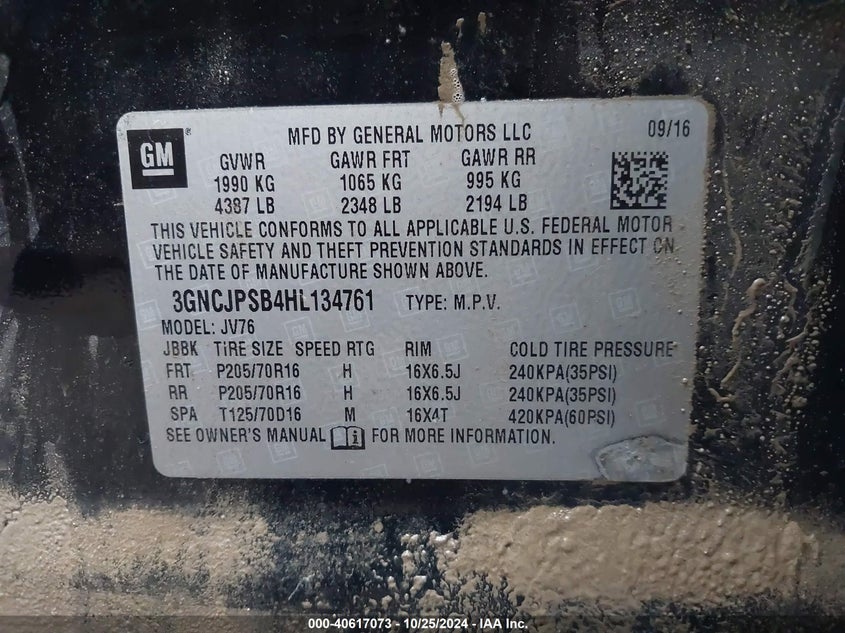 GM ®
MFD BY GENERAL MOTORS LLC 09/16
GVWR GAWR FRT GAWR RR
1990 KG 1065 KG 995 KG
4387 LB 2348 LB 2194 LB
THIS VEHICLE CONFORMS TO ALL APPLICABLE U.S. FEDERAL MOTOR
VEHICLE SAFETY AND THEFT PREVENTION STANDARDS IN EFFECT ON
THE DATE OF MANUFACTURE SHOWN ABOVE.
3GNCJPSB4HL134761 TYPE: M.P.V.
MODEL: JV76
JBBK TIRE SIZE SPEED RTG RIM COLD TIRE PRESSURE
FRT P205/70R16 H 16X6.5J 240KPA(35PSI)
RR P205/70R16 H 16X6.5J 240KPA(35PSI)
SPA T125/70D16 M 16X4T 420KPA(60PSI)
SEE OWNER'S MANUAL i FOR MORE INFORMATION.
000-40617073 - 10/25/2024 - IAA Inc.